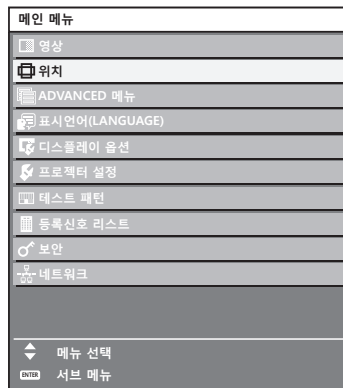 메인 메뉴
영상
위치
ADVANCED 메뉴
표시언어(LANGUAGE)
디스플레이 옵션
프로젝터 설정
테스트 패턴
등록신호 리스트
보안
네트워크
메뉴 선택
ENTER 서브 메뉴